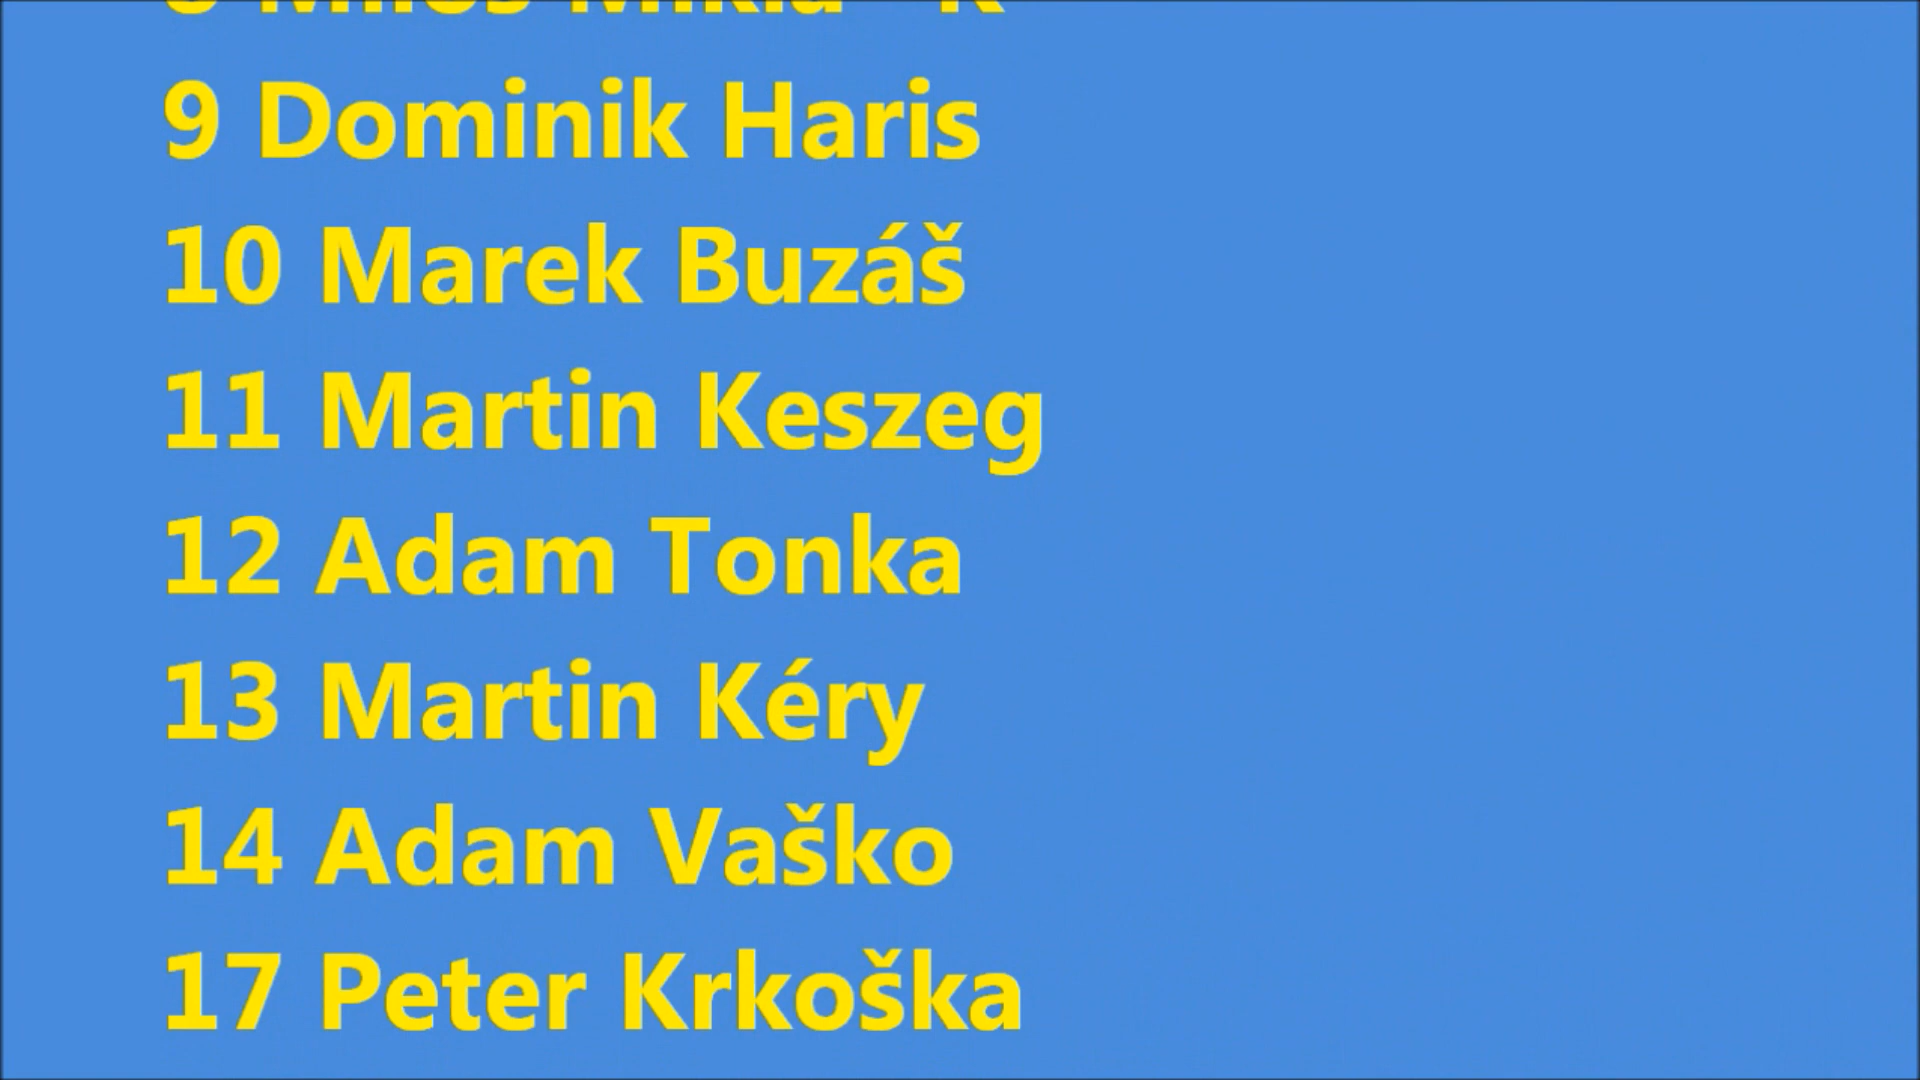 9 Dominik Haris
10 Marek Buzáš
11 Martin Keszeg
12 Adam Tonka
13 Martin Kéry
14 Adam Vaško
17 Peter Krkoška